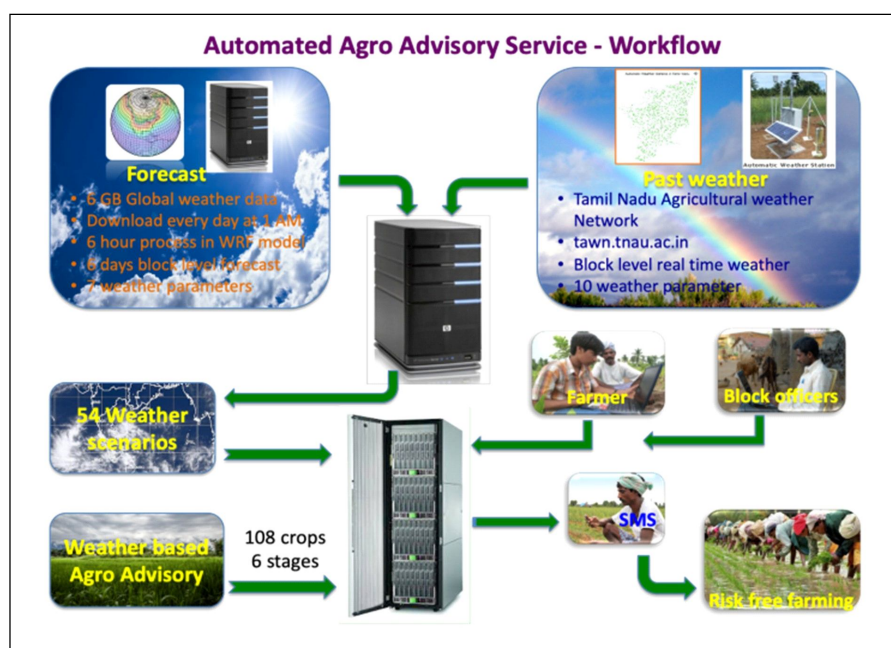 Automated Agro Advisory Service - Workflow
Forecast
• 6 GB Global weather data
• Download every day at 1 AM
• 6 hour process in WRF model
• 6 days block level forecast
• 7 weather parameters
Automatic Weather Station
Past weather
• Tamil Nadu Agricultural weather
Network
• tawn.tnau.ac.in
• Block level real time weather
• 10 weather parameter
Farmer
Block officers
54 Weather
scenarios
Weather based
Agro Advisory
108 crops
6 stages
SMS
Risk free farming